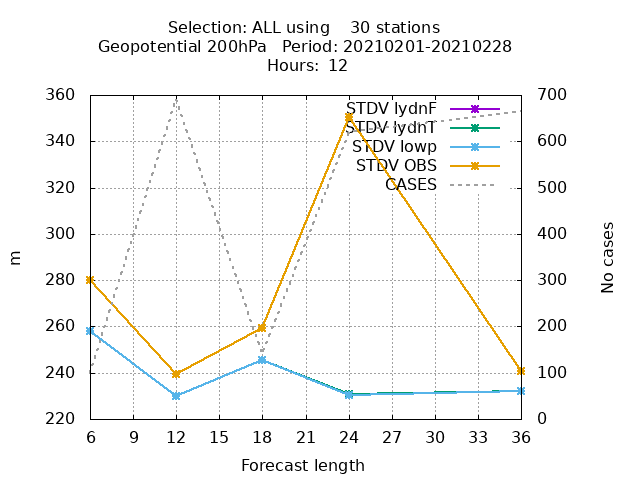 Selection: ALL using 30 stations
Geopotential 200hPa Period: 20210201-20210228
Hours: 12
360 700
STDV lydnF
340 STDV lydnT 600
STDV lowp
STDV OBS
320 CASES 500
300 400
m No cases
280 300
260 200
240 100
220 0
6 9 12 15 18 21 24 27 30 33 36
Forecast length